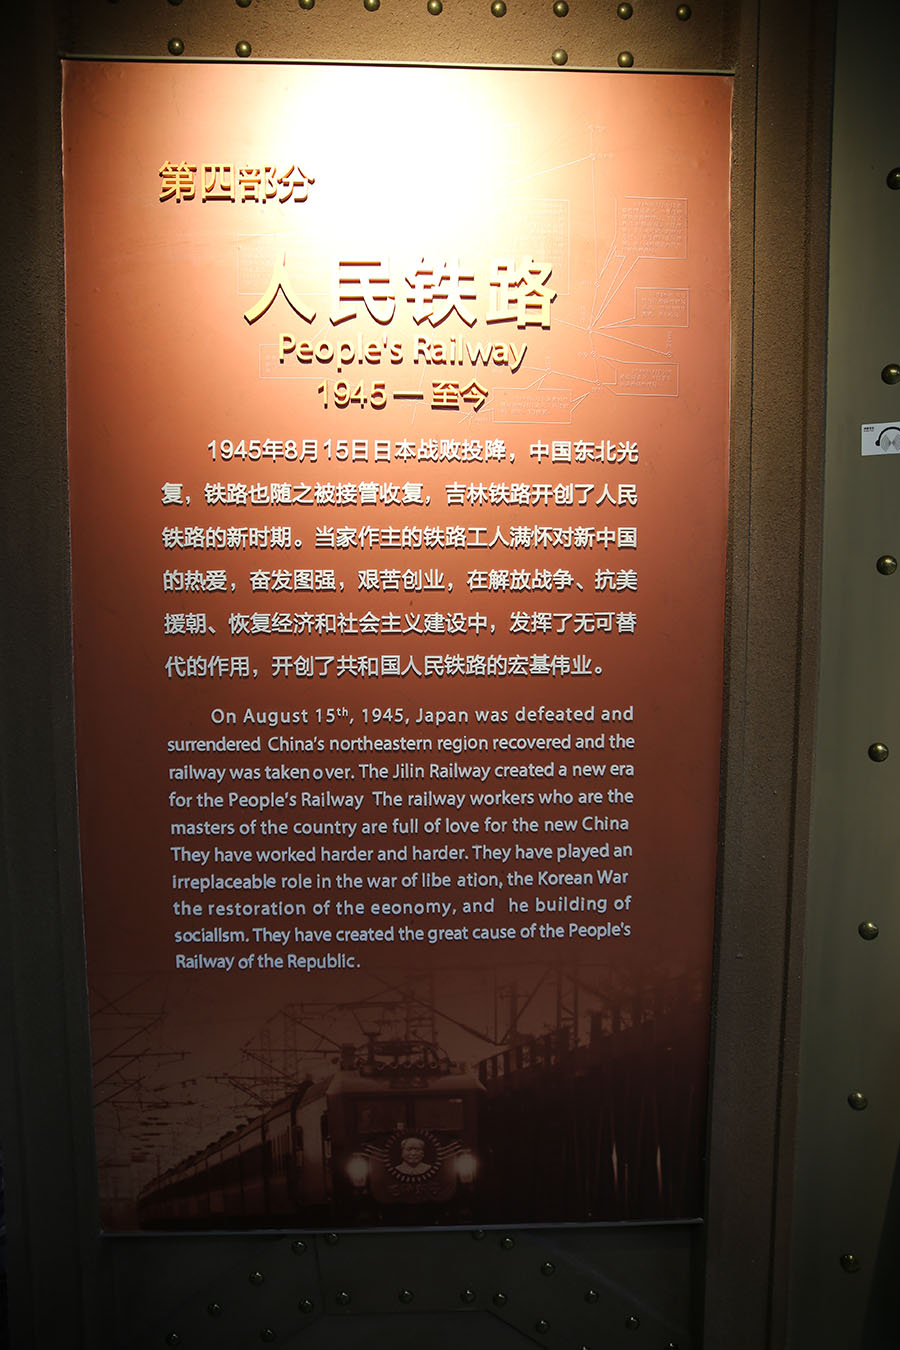 第四部分
人民铁路
People's Railway
1945 — 至今
1945年8月15日日本战败投降，中国东北光
复，铁路也随之被接管收复，吉林铁路开创了人民
铁路的新时期。当家作主的铁路工人满怀对新中国
的热爱，奋发图强，艰苦创业，在解放战争、抗美
援朝、恢复经济和社会主义建设中，发挥了无可替
代的作用，开创了共和国人民铁路的宏基伟业。
On August 15th, 1945, Japan was defeated and
surrendered China's northeastern region recovered and the
railway was taken over. The Jilin Railway created a new era
for the People's Railway The railway workers who are the
masters of the country are full of love for the new China
They have worked harder and harder. They have played an
irreplaceable role in the war of libe ation, the Korean War
the restoration of the eeonomy, and he building of
socialism. They have created the great cause of the People's
Railway of the Republic.